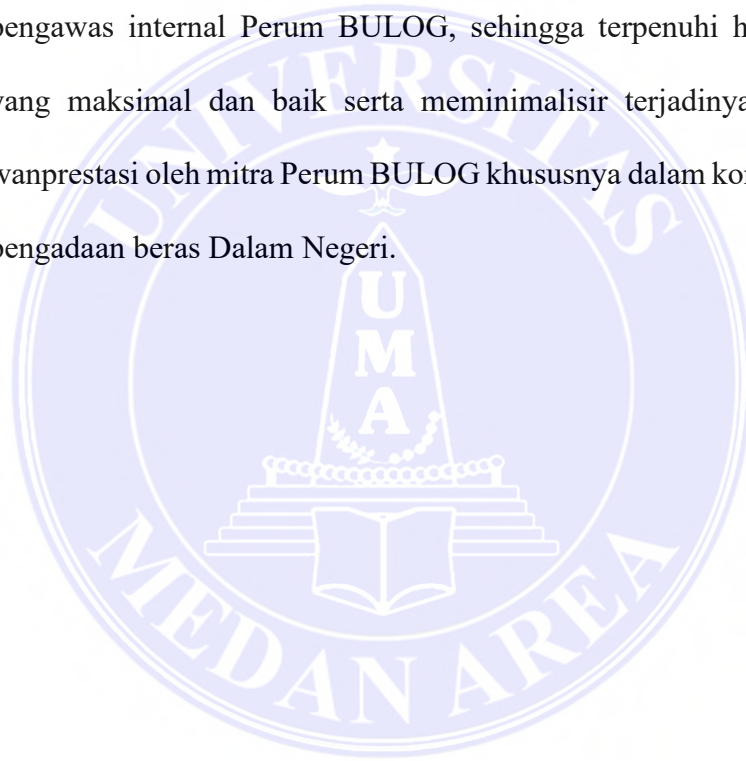 pengawas internal Perum BULOG, sehingga terpenuhi
yang maksimal dan baik serta meminimalisir terjadinya
wanprestasi oleh mitra Perum BULOG khususnya dalam
pengadaan beras Dalam Negeri.
UNIVERSITAS
U
M
A
MEDAN AREA